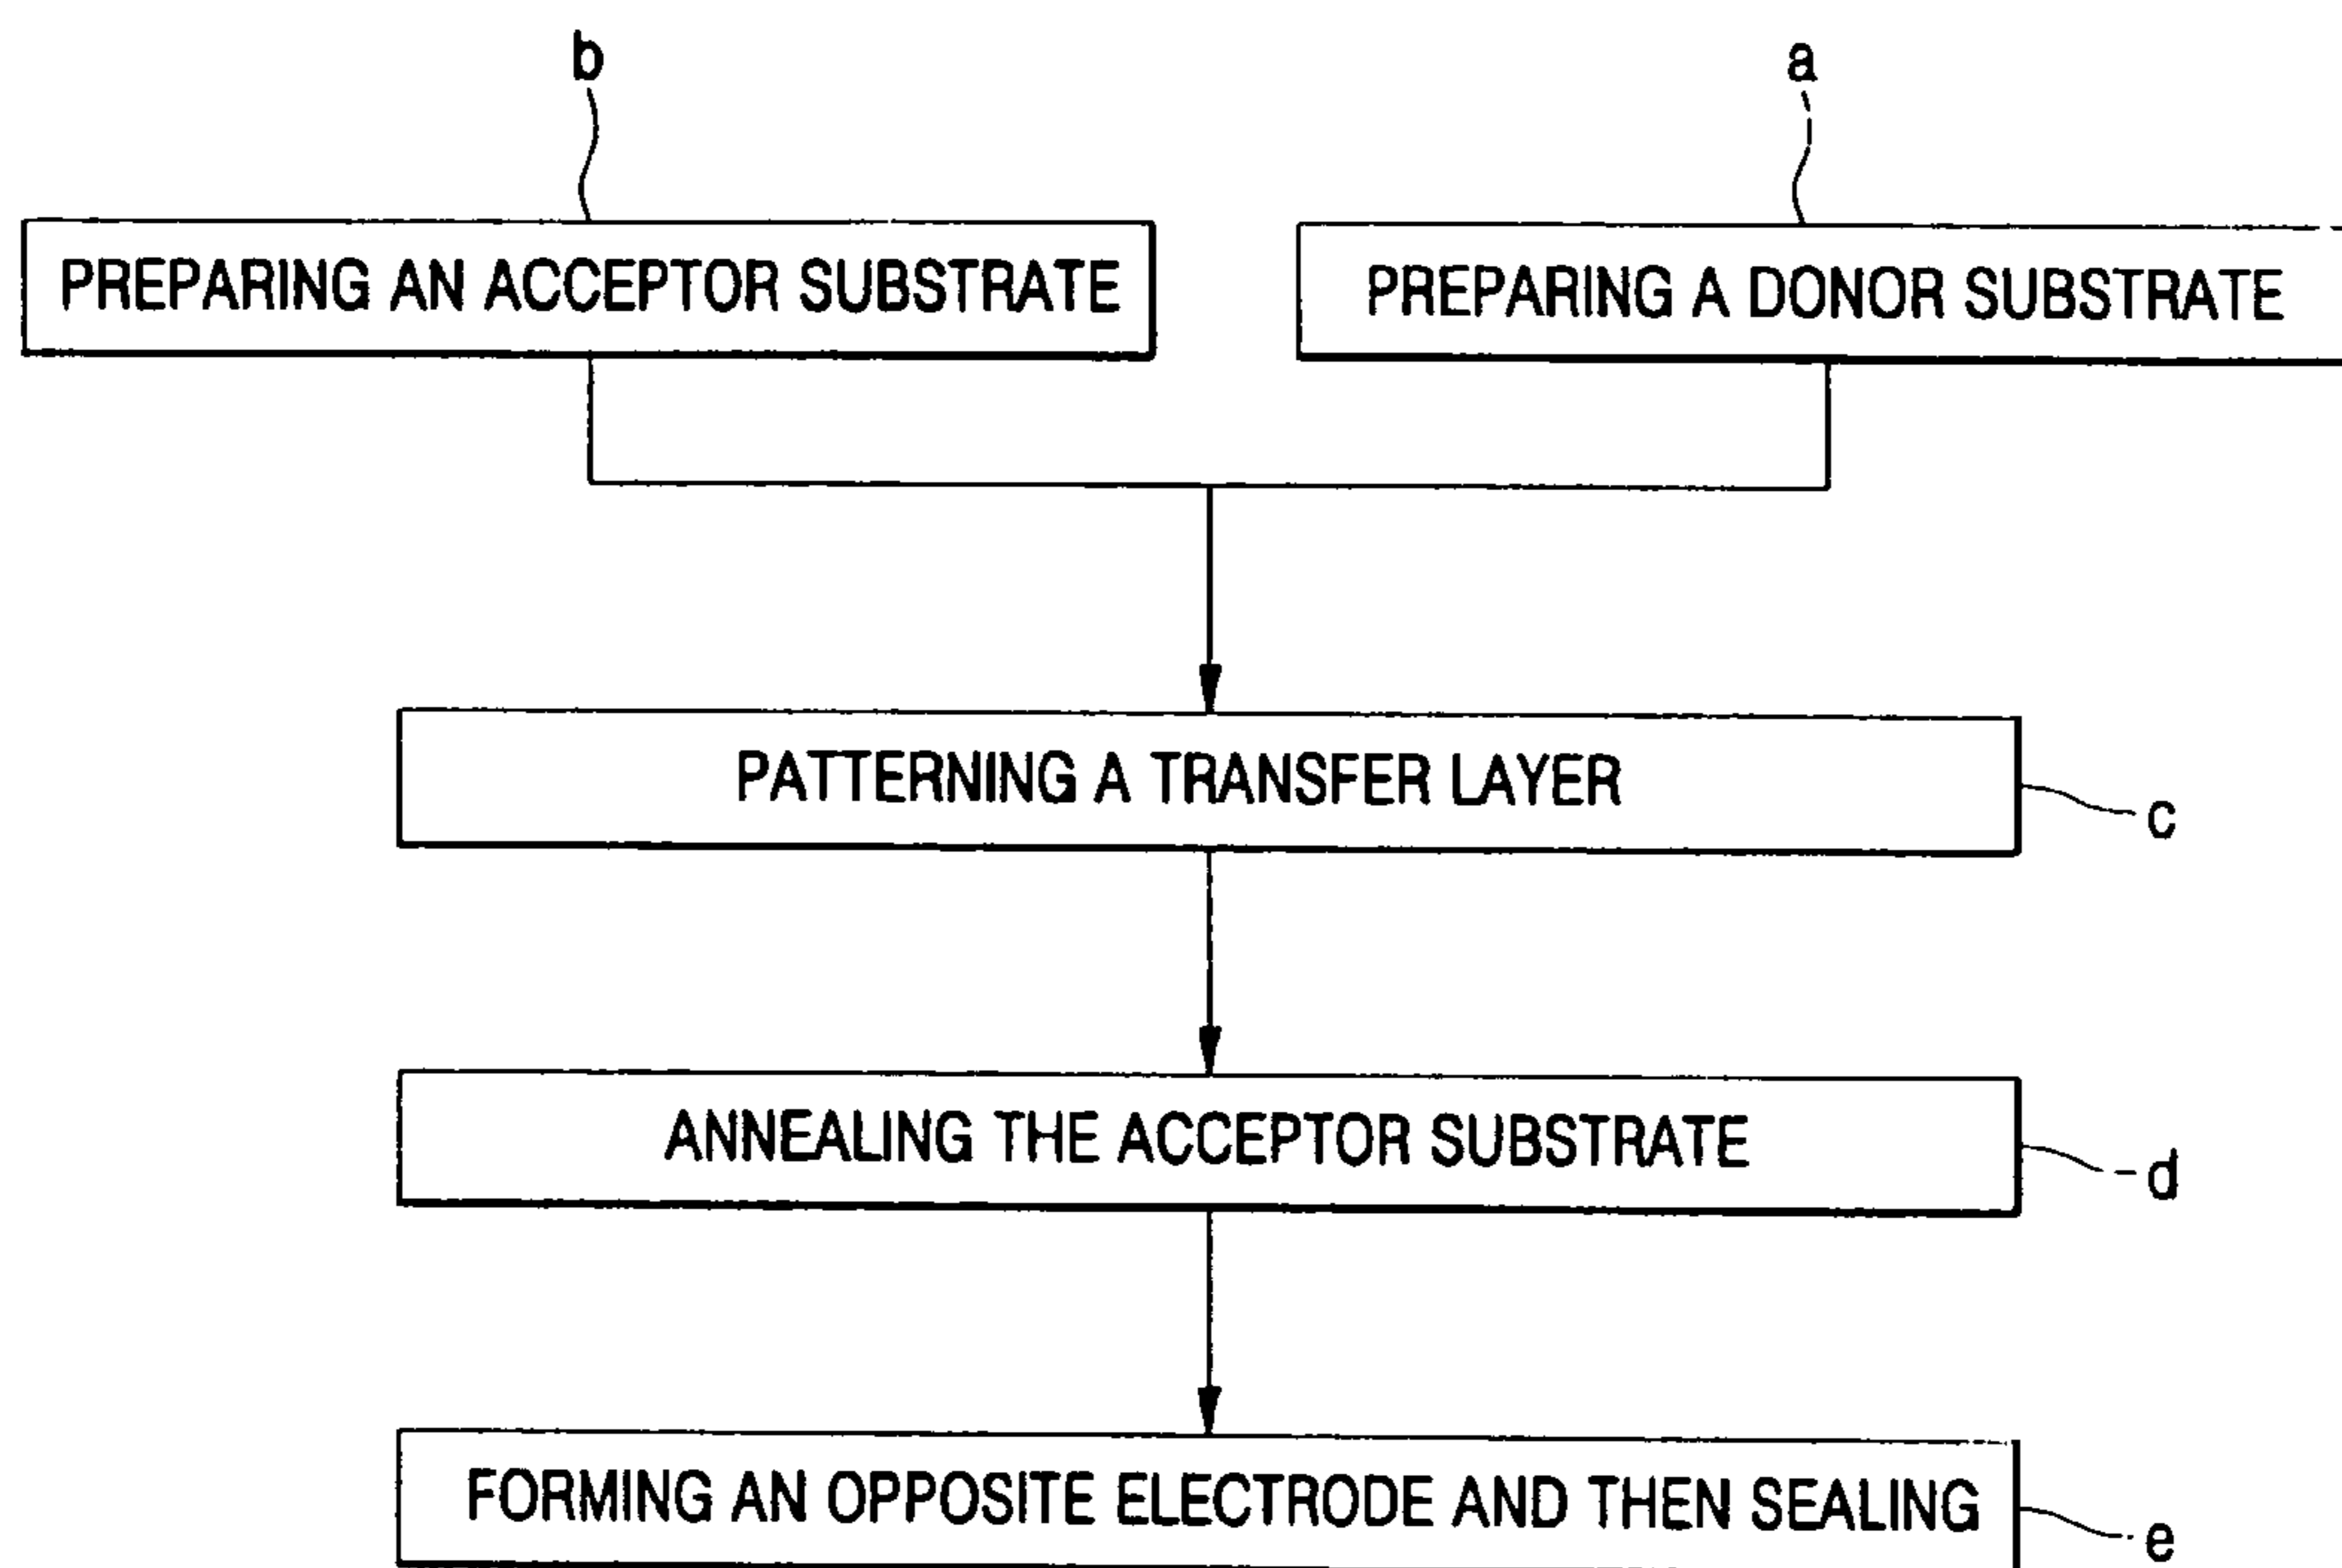 b
a
PREPARING AN ACCEPTOR SUBSTRATE
PREPARING A DONOR SUBSTRATE
PATTERNING A TRANSFER LAYER
c
ANNEALING THE ACCEPTOR SUBSTRATE
d
FORMING AN OPPOSITE ELECTRODE AND THEN SEALING
e